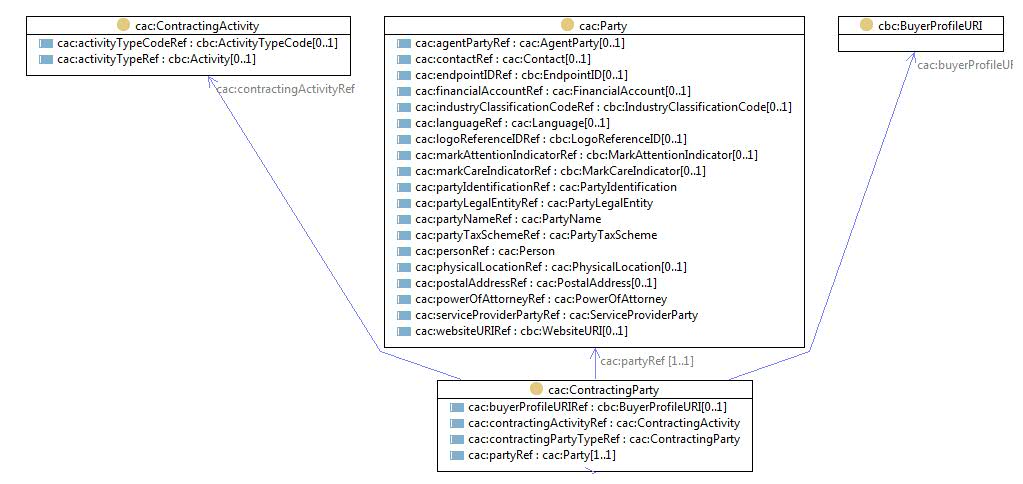 cac:ContractingActivity
cac:activityTypeCodeRef : cbc:ActivityTypeCode[0..1]
cac:activityTypeRef : cbc:Activity[0..1]
cac:contractingActivityRef
cac:Party
cac:agentPartyRef : cac:AgentParty[0..1]
cac:contactRef : cac:Contact[0..1]
cac:endpointIDRef : cbc:EndpointID[0..1]
cac:financialAccountRef : cac:FinancialAccount[0..1]
cac:industryClassificationCodeRef : cbc:IndustryClassificationCode[0..1]
cac:languageRef : cac:Language[0..1]
cac:logoReferenceIDRef : cbc:LogoReferenceID[0..1]
cac:markAttentionIndicatorRef : cbc:MarkAttentionIndicator[0..1]
cac:markCareIndicatorRef : cbc:MarkCareIndicator[0..1]
cac:partyIdentificationRef : cac:PartyIdentification
cac:partyLegalEntityRef : cac:PartyLegalEntity
cac:partyNameRef : cac:PartyName
cac:partyTaxSchemeRef : cac:PartyTaxScheme
cac:personRef : cac:Person
cac:physicalLocationRef : cac:PhysicalLocation[0..1]
cac:postalAddressRef : cac:PostalAddress[0..1]
cac:powerOfAttorneyRef : cac:PowerOfAttorney
cac:serviceProviderPartyRef : cac:ServiceProviderParty
cac:websiteURIRef : cbc:WebsiteURI[0..1]
cbc:BuyerProfileURI
cac:buyerProfileUR
cac:partyRef [1..1]
cac:ContractingParty
cac:buyerProfileURIRef : cbc:BuyerProfileURI[0..1]
cac:contractingActivityRef : cac:ContractingActivity
cac:contractingPartyTypeRef : cac:ContractingParty
cac:partyRef : cac:Party[1..1]